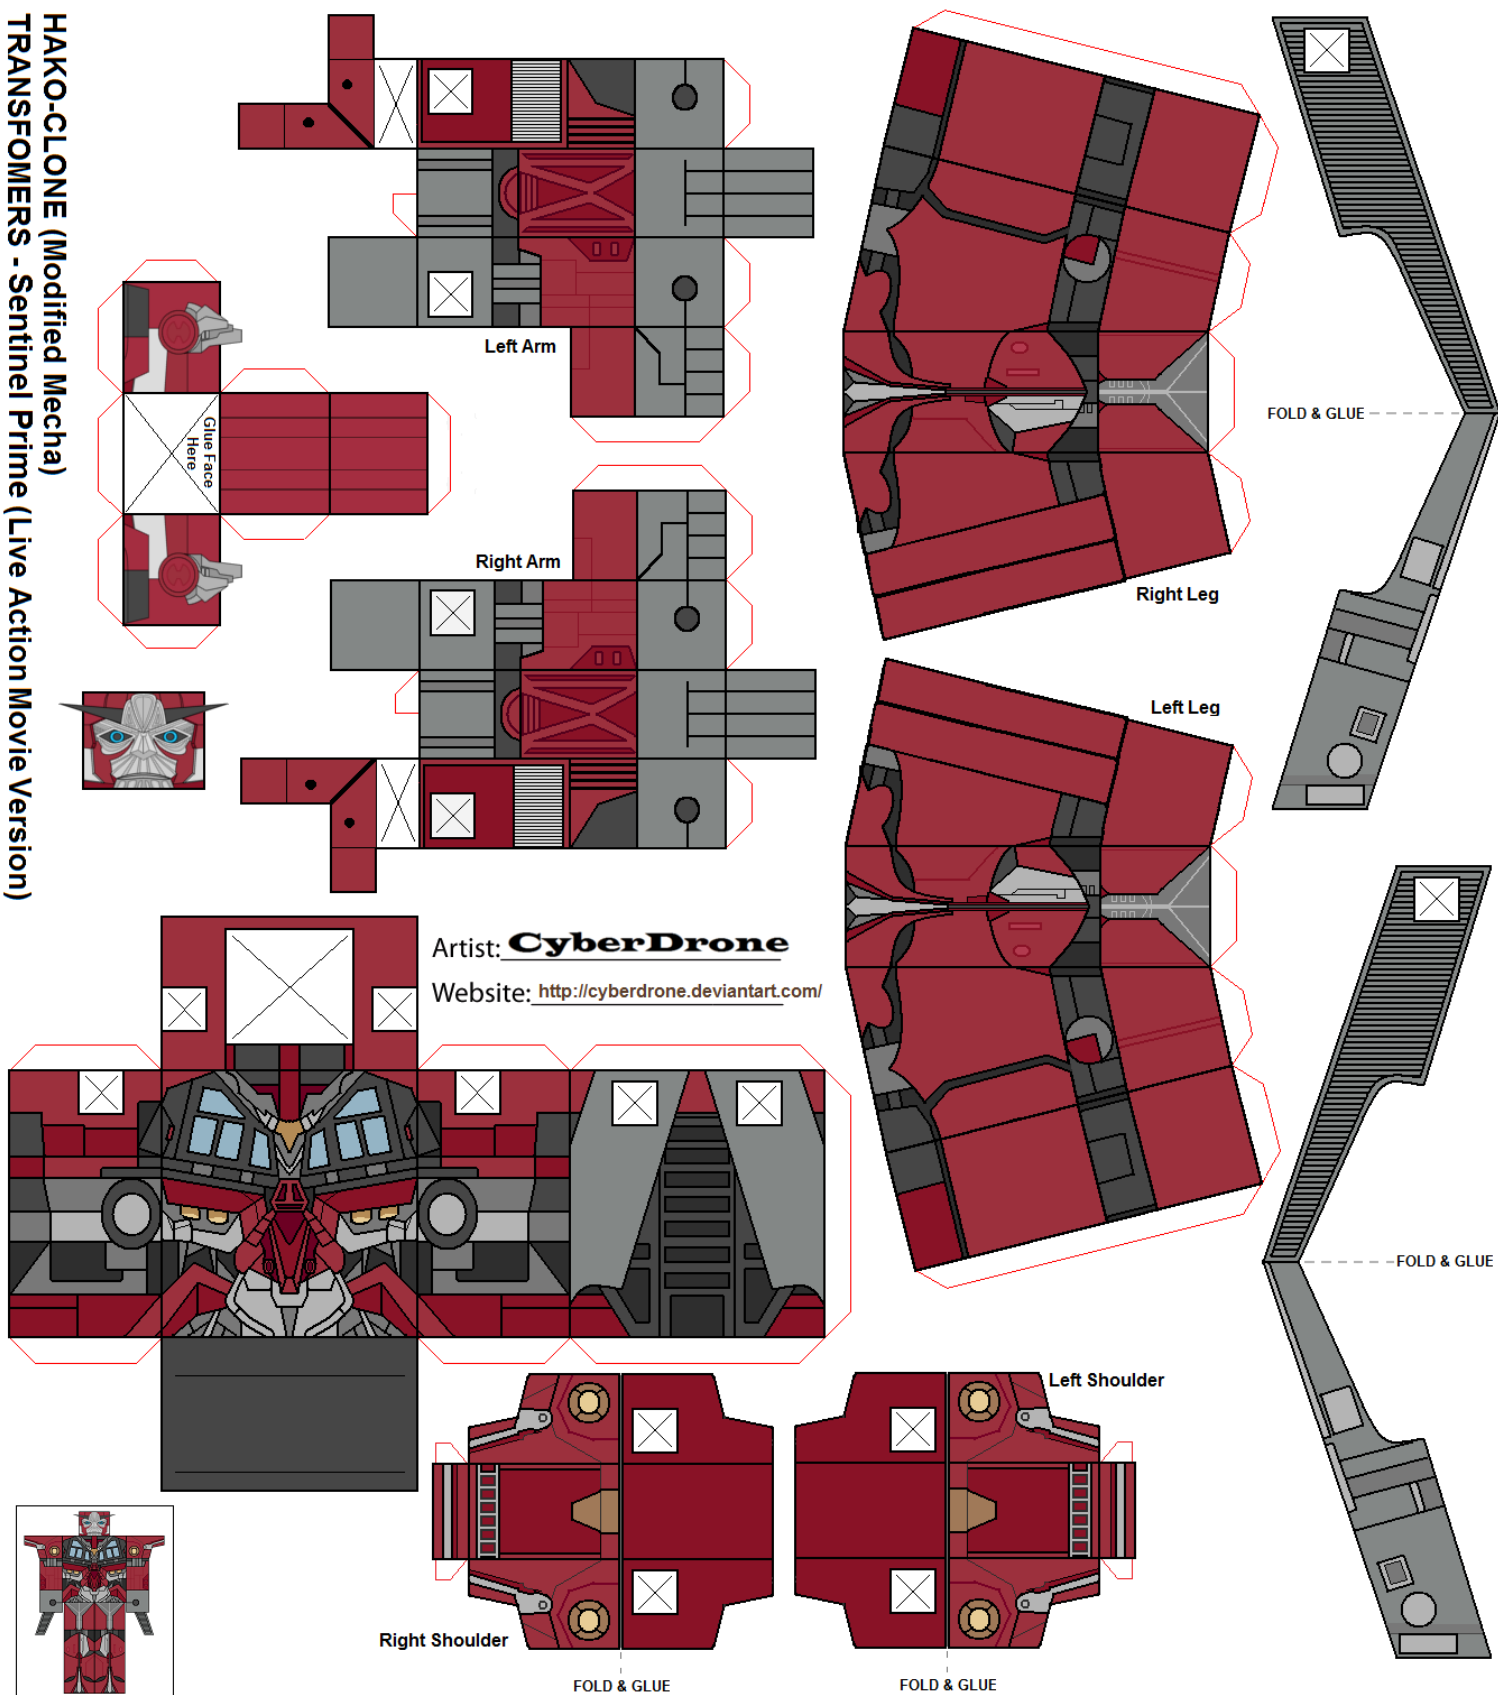 HAKO-CLONE (Modified Mecha)
TRANSFOMERS - Sentinel Prime (Live Action Movie Version)
Left Arm
Glue Face
Here
Right Arm
FOLD & GLUE
Right Leg
Left Leg
Artist: CyberDrone
Website: http://cyberdrone.deviantart.com/
FOLD & GLUE
Left Shoulder
Right Shoulder
FOLD & GLUE
FOLD & GLUE